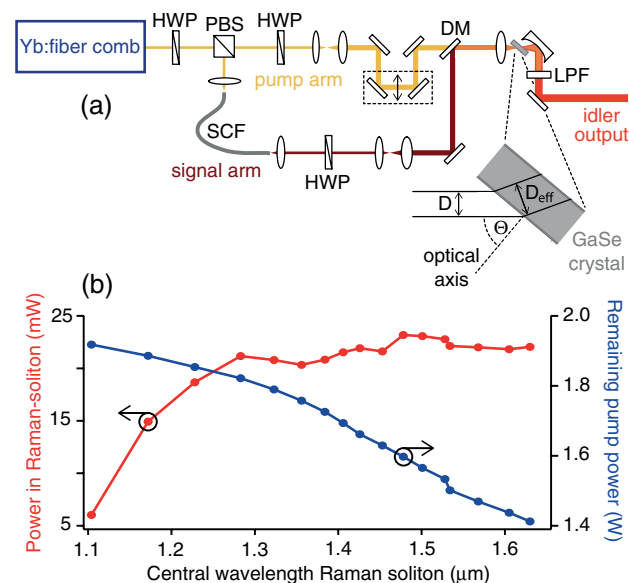 Yb:fiber comb
HWP
PBS
HWP
DM
pump arm
LPF
(a)
SCF
idler
output
signal arm
HWP
D
Deff
Θ
optical
axis
GaSe
crystal
(b)
Power in Raman-soliton (mW)
25
15
5
2.0
1.8
1.6
1.4
Remaining pump
power (W)
1.1
1.2
1.3
1.4
1.5
1.6
Central wavelength Raman soliton (μm)